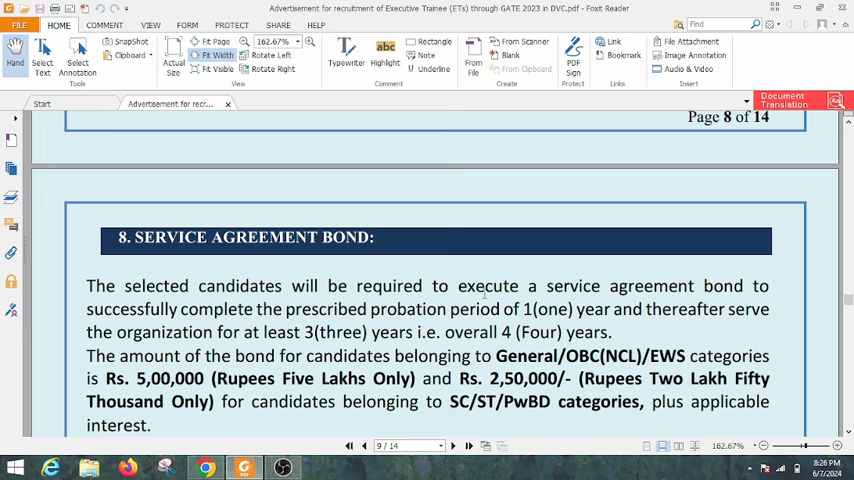 Advertisement for recruitment of Executive Trainee (ETs) through GATE 2023 in DVC.pdf - Foxit Reader
FILE HOME COMMENT VIEW FORM PROTECT SHARE HELP Find
Hand
Select Text
Select Annotation
SnapShot
Clipboard
Tools
Actual Size
Fit Page
Fit Width
Fit Visible
162.67%
Rotate Left
Rotate Right
View
Typewriter
Highlight
Rectangle
Note
Underline
Comment
From File
From Scanner
Blank
From Clipboard
Create
PDF Sign
Protect
Link
Bookmark
Links
File Attachment
Image Annotation
Audio & Video
Insert
Start Advertisement for recr...
Document Translation
Page 8 of 14
8. SERVICE AGREEMENT BOND:
The selected candidates will be required to execute a service agreement bond to
successfully complete the prescribed probation period of 1(one) year and thereafter serve
the organization for at least 3(three) years i.e. overall 4 (Four) years.
The amount of the bond for candidates belonging to General/OBC(NCL)/EWS categories
is Rs. 5,00,000 (Rupees Five Lakhs Only) and Rs. 2,50,000/- (Rupees Two Lakh Fifty
Thousand Only) for candidates belonging to SC/ST/PwBD categories, plus applicable
interest.
9 / 14
162.67%
8:26 PM
6/7/2024